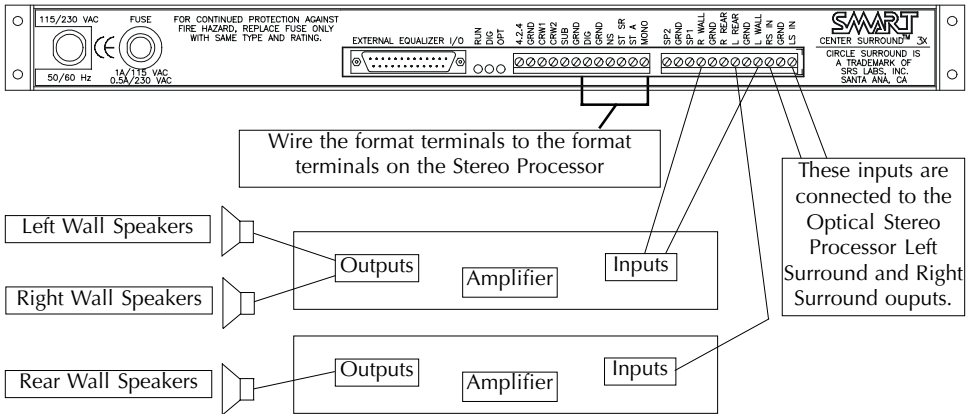 115/230 VAC
50/60 Hz
FUSE
1A/115 VAC
0.5A/230 VAC
FOR CONTINUED PROTECTION AGAINST
FIRE HAZARD, REPLACE FUSE ONLY
WITH SAME TYPE AND RATING.
EXTERNAL EQUALIZER I/O
RUN
DIG
OPT
4.2.4
GRND
CRW1
CRW2
SUB
GRND
DIG
GRND
NS
ST SR
ST A
MONO
SP2
GRND
SP1
R WALL
GRND
R REAR
L REAR
GRND
L WALL
RS IN
GRND
LS IN
SMART
CENTER SURROUND™ 3X
CIRCLE SURROUND IS
A TRADEMARK OF
SRS LABS, INC.
SANTA ANA, CA
Wire the format terminals to the format
terminals on the Stereo Processor
These inputs are
connected to the
Optical Stereo
Processor Left
Surround and Right
Surround ouputs.
Left Wall Speakers
Right Wall Speakers
Outputs
Amplifier
Inputs
Rear Wall Speakers
Outputs
Amplifier
Inputs